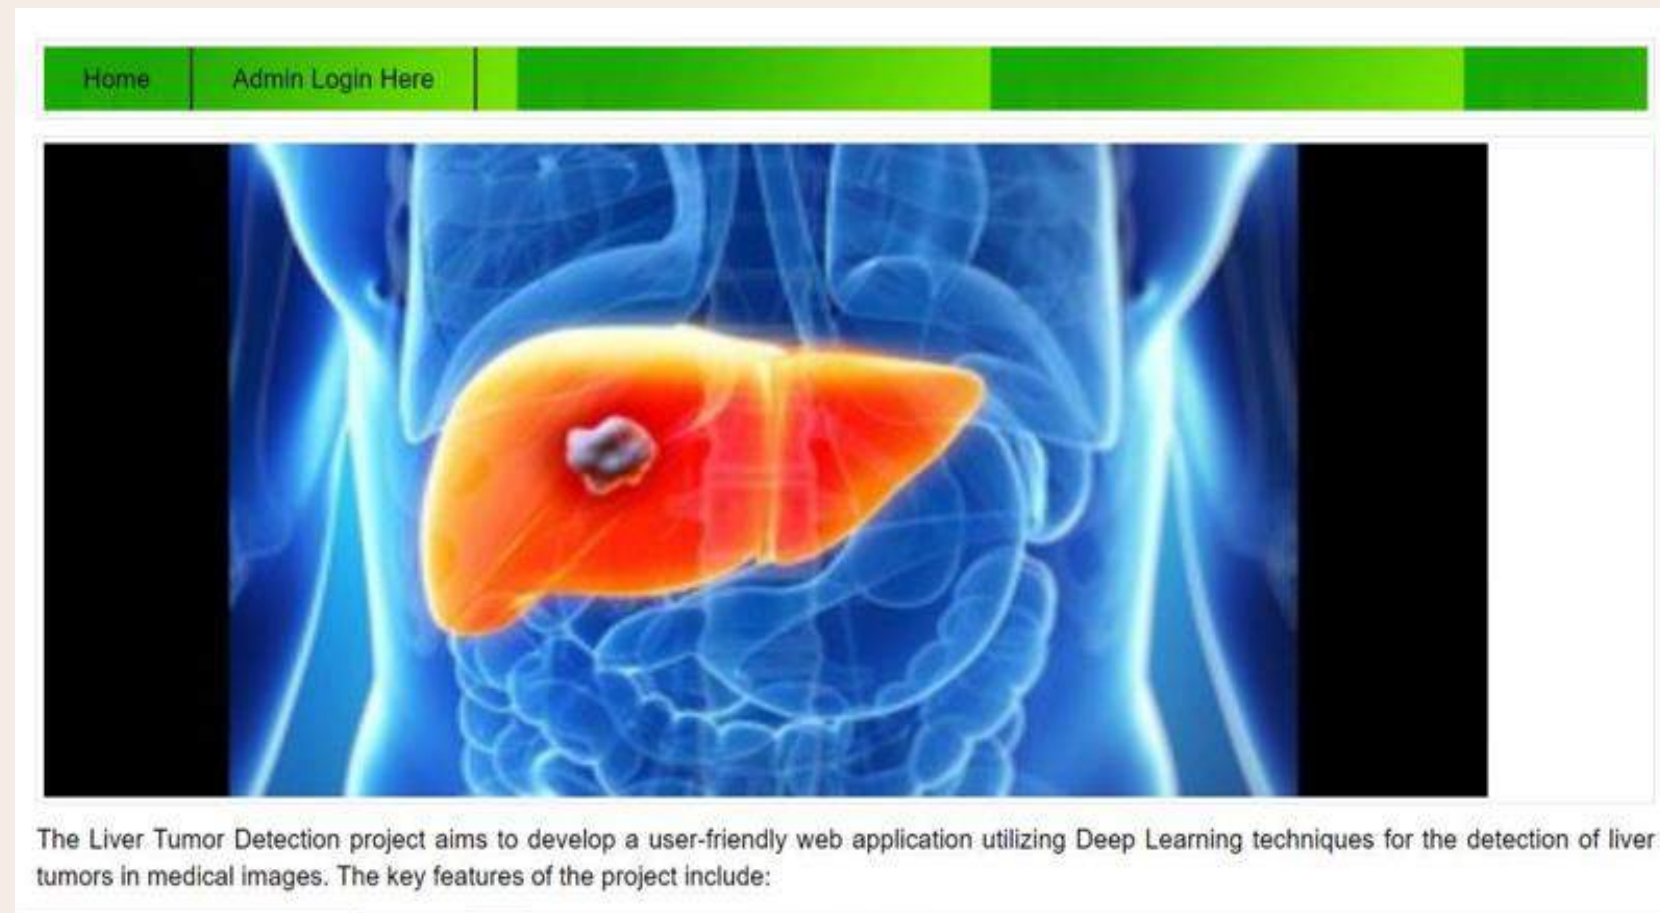 Home
Admin Login Here
The Liver Tumor Detection project aims to develop a user-friendly web application utilizing Deep Learning techniques for the detection of liver
tumors in medical images. The key features of the project include: